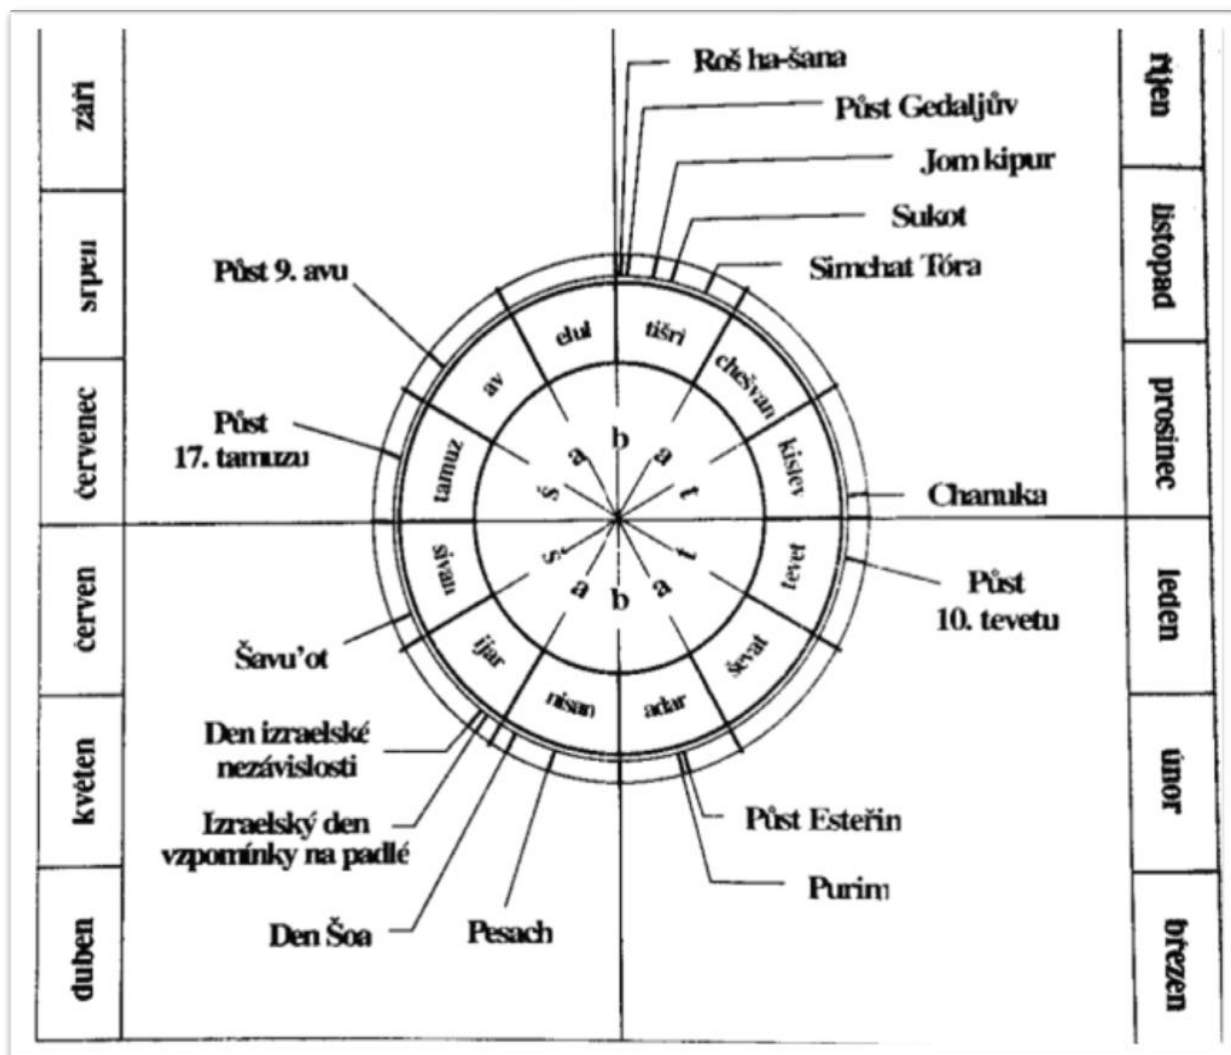 září
srpen
červenec
červen
květen
duben
Roš ha-šana
Půst Gedaljův
Jom kipur
Sukot
Simchat Tóra
Chanuka
Půst
10. tevetu
Půst Esteřin
Purim
Pesach
Den Šoa
Izraelský den
vzpomínky na padlé
Den izraelské
nezávislosti
Šavu'ot
Půst
17. tamuzu
Půst 9. avu
tišri
chešvan
kislev
tevet
ševat
adar
nisan
ijar
sivan
tamuz
av
elul
š a b a t
š a b a t
říjen
listopad
prosinec
leden
únor
březen